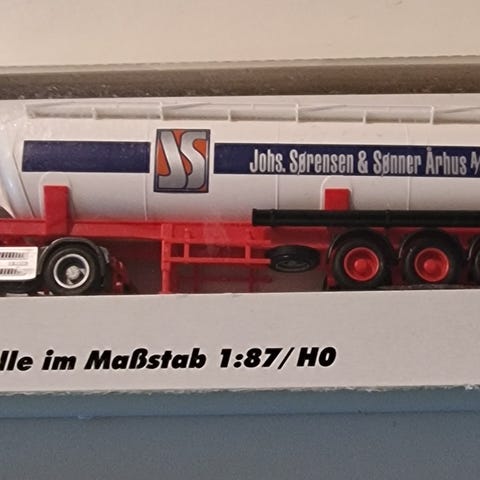 SS
Johs. Sørensen & Sønner Århus A/
lle im Maßstab 1:87/H0